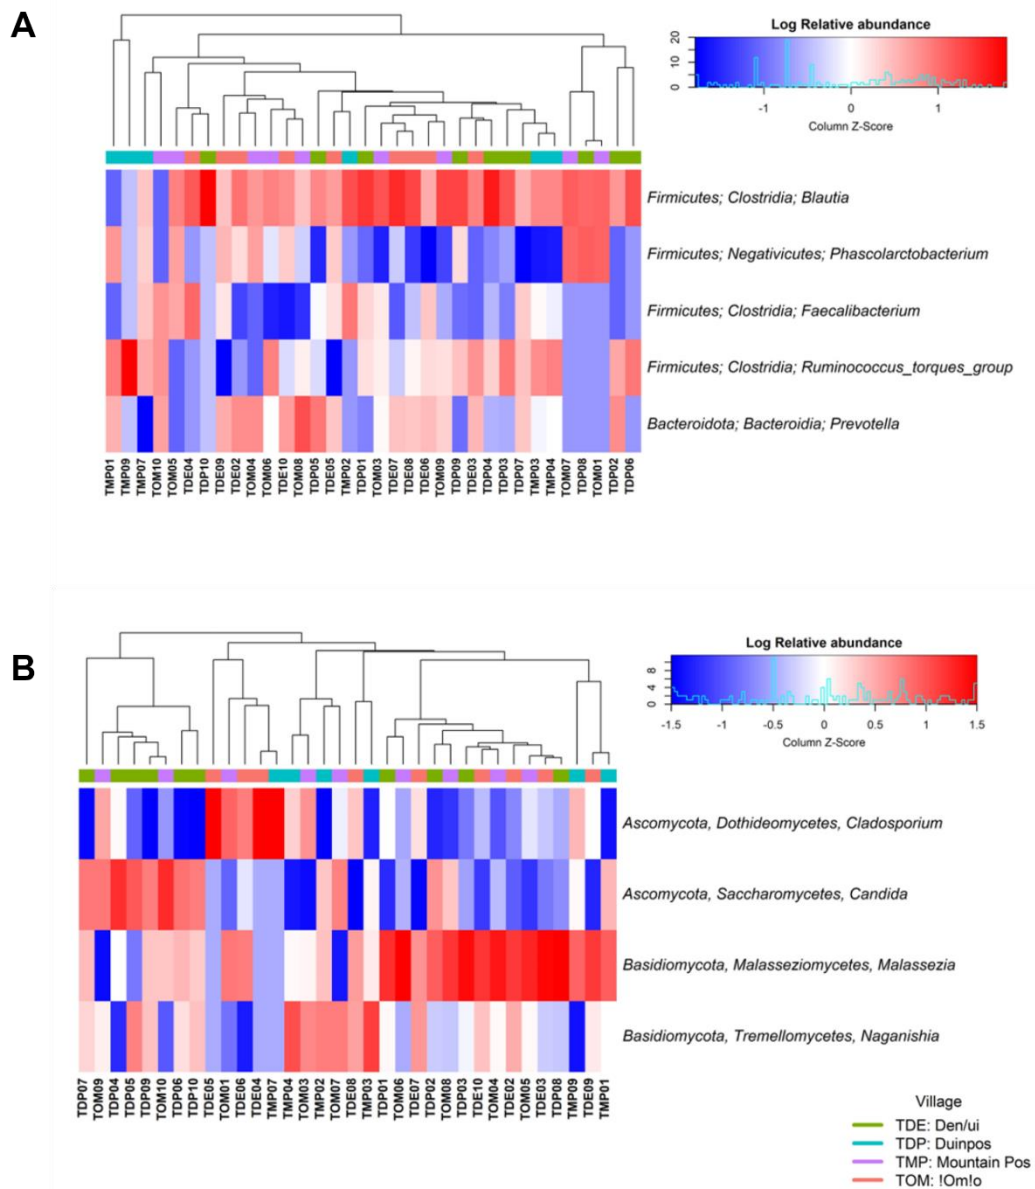 A
Log Relative abundance
20
10
0
-1 0 1
Column Z-Score
Firmicutes; Clostridia; Blautia
Firmicutes; Negativicutes; Phascolarctobacterium
Firmicutes; Clostridia; Faecalibacterium
Firmicutes; Clostridia; Ruminococcus_torques_group
Bacteroidota; Bacteroidia; Prevotella
TMP01
TMP09
TMP07
TOM10
TOM05
TDE04
TDP10
TDE09
TDE02
TOM04
TOM06
TDE10
TOM08
TDP05
TDE05
TMP02
TDP01
TOM03
TDE07
TDE08
TDE06
TOM09
TDP09
TDE03
TDP04
TDP03
TDP07
TMP03
TMP04
TOM07
TDP08
TOM01
TDP02
TDP06
B
Log Relative abundance
8
4
0
-1.5 -1 -0.5 0 0.5 1 1.5
Column Z-Score
Ascomycota, Dothideomycetes, Cladosporium
Ascomycota, Saccharomycetes, Candida
Basidiomycota, Malasseziomycetes, Malassezia
Basidiomycota, Tremellomycetes, Naganishia
TDP07
TOM09
TDP04
TDP05
TDP09
TOM10
TDP06
TDP10
TDE05
TOM01
TDE06
TDE04
TMP07
TMP04
TOM03
TMP02
TOM07
TDE08
TMP03
TDP01
TOM06
TDE07
TDP02
TOM08
TDP03
TDE10
TOM04
TDE02
TOM05
TDE03
TDP08
TMP09
TDE09
TMP01
Village
TDE: Den/ui
TDP: Duinpos
TMP: Mountain Pos
TOM: !Om!o